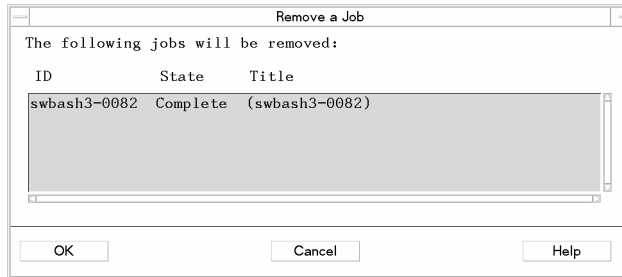 Remove a Job
The following jobs will be removed:
ID State Title
swbash3-0082 Complete (swbash3-0082)
OK Cancel Help